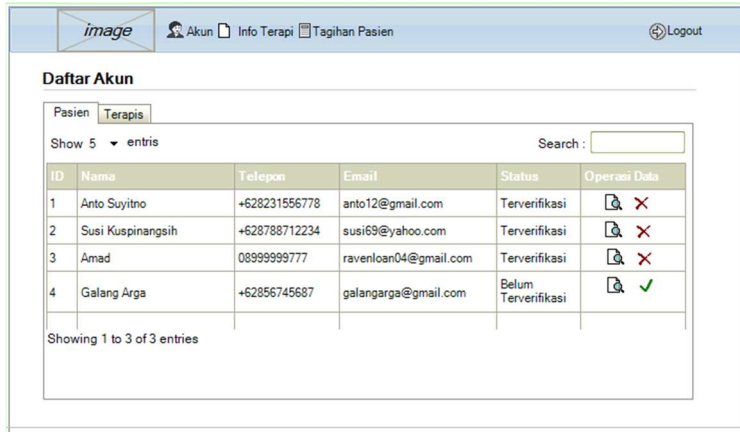 image Akun Info Terapi Tagihan Pasien Logout
Daftar Akun
Pasien Terapis
Show 5 entris Search :
ID Nama Telepon Email Status Operasi Data
1 Anto Suyitno +628231556778 anto12@gmail.com Terverifikasi
2 Susi Kuspinangsih +628788712234 susi69@yahoo.com Terverifikasi
3 Amad 08999999777 ravenloan04@gmail.com Terverifikasi
4 Galang Arga +62856745687 galangarga@gmail.com Belum Terverifikasi
Showing 1 to 3 of 3 entries